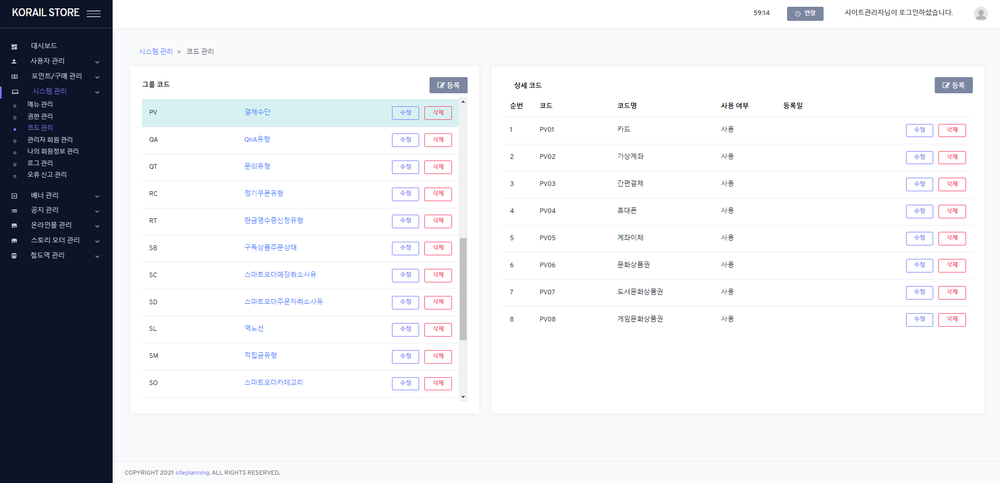 KORAIL STORE
59:14
연장
사이트관리자님이 로그인하셨습니다.
대시보드
사용자 관리
포인트/구매 관리
시스템 관리
메뉴 관리
권한 관리
코드 관리
관리자 회원 관리
나의 회원정보 관리
로그 관리
오류 신고 관리
배너 관리
공지 관리
온라인몰 관리
스토리 오더 관리
철도역 관리
시스템 관리 > 코드 관리
그룹 코드
등록
PV 결제수단 수정 삭제
QA QnA유형 수정 삭제
QT 문의유형 수정 삭제
RC 정기쿠폰유형 수정 삭제
RT 현금영수증신청유형 수정 삭제
SB 구독상품주문상태 수정 삭제
SC 스마트오더매장취소사유 수정 삭제
SD 스마트오더주문자취소사유 수정 삭제
SL 역노선 수정 삭제
SM 적립금유형 수정 삭제
SO 스마트오더카테고리 수정 삭제
상세 코드
등록
순번 코드 코드명 사용 여부 등록일
1 PV01 카드 사용 수정 삭제
2 PV02 가상계좌 사용 수정 삭제
3 PV03 간편결제 사용 수정 삭제
4 PV04 휴대폰 사용 수정 삭제
5 PV05 계좌이체 사용 수정 삭제
6 PV06 문화상품권 사용 수정 삭제
7 PV07 도서문화상품권 사용 수정 삭제
8 PV08 게임문화상품권 사용 수정 삭제
COPYRIGHT 2021 siteplanning. ALL RIGHTS RESERVED.